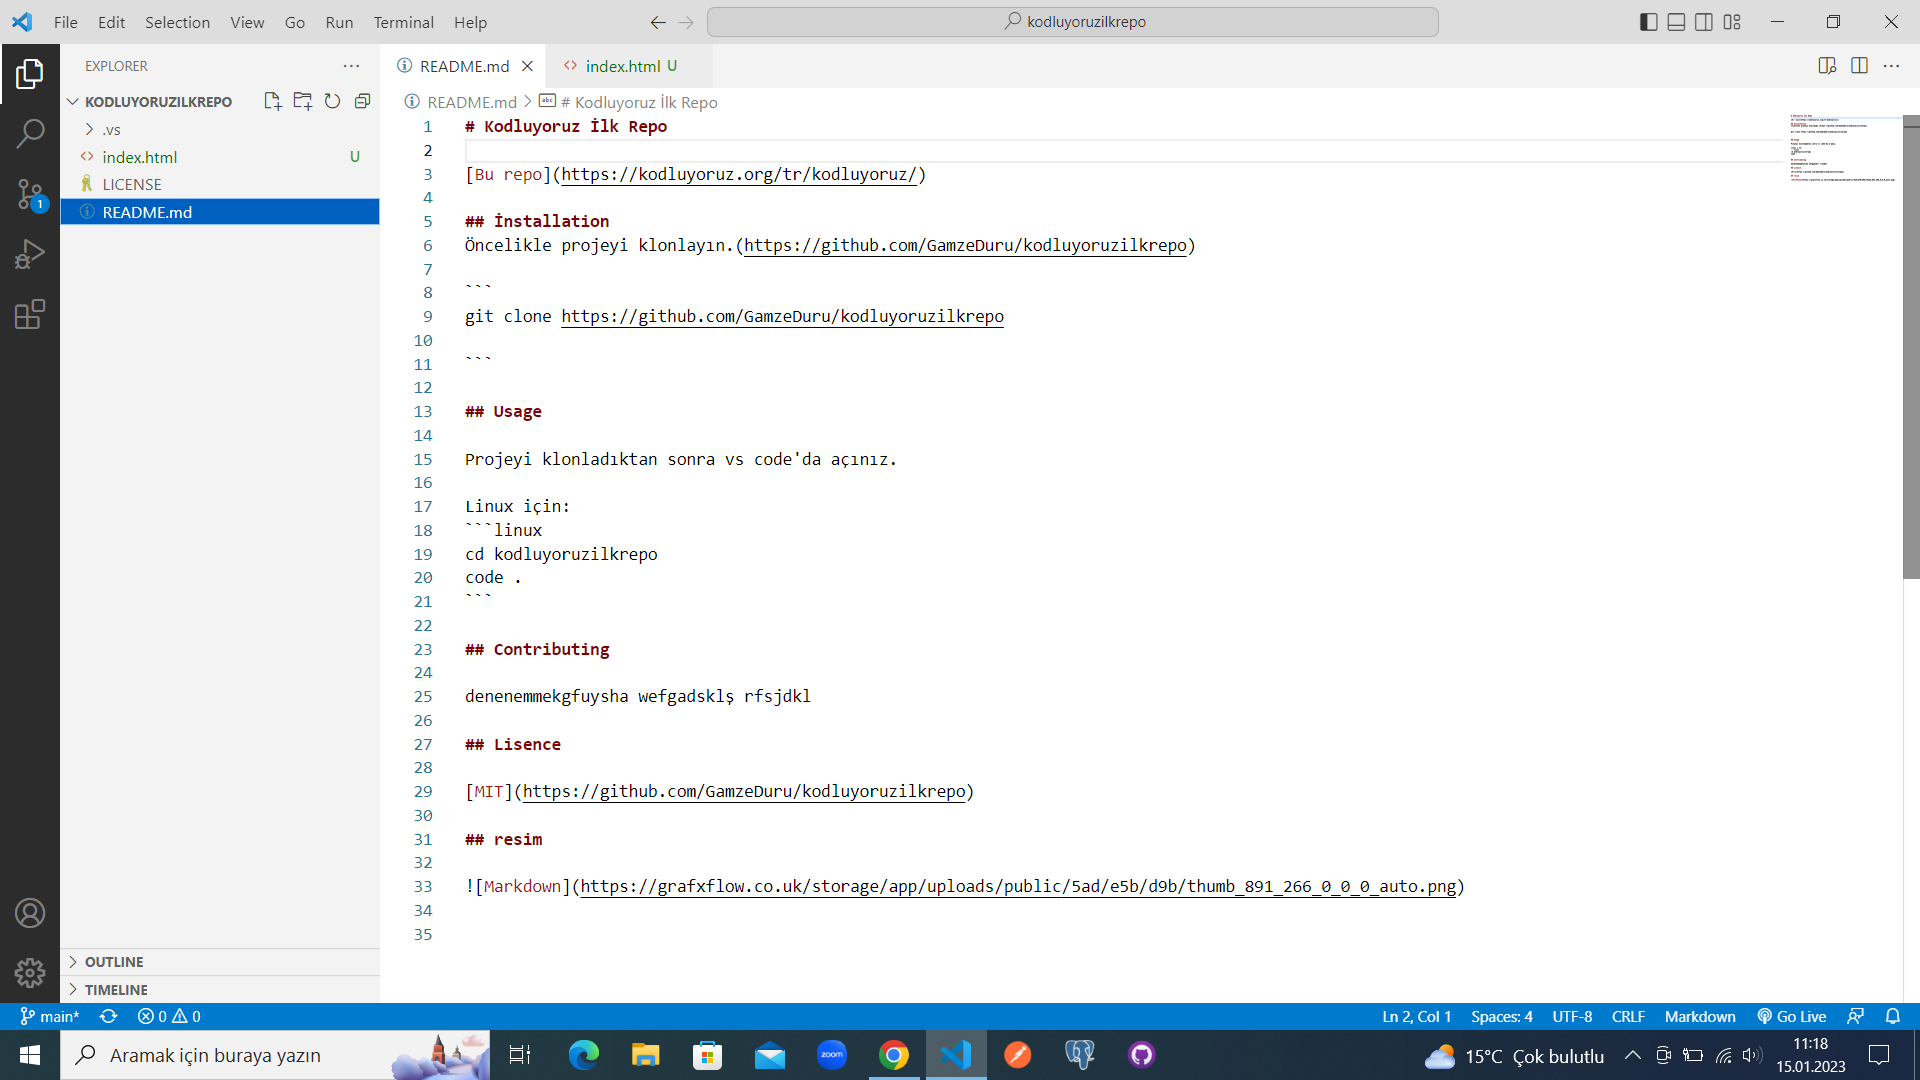 File Edit Selection View Go Run Terminal Help
kodluyoruzilkrepo
EXPLORER
README.md
index.html U
KODLUYORUZILKREPO
README.md > # Kodluyoruz İlk Repo
.vs
index.html U
LICENSE
README.md
1 # Kodluyoruz İlk Repo
2
3 [Bu repo](https://kodluyoruz.org/tr/kodluyoruz/)
4
5 ## İnstallation
6 Öncelikle projeyi klonlayın.(https://github.com/GamzeDuru/kodluyoruzilkrepo)
7
8 ```
9 git clone https://github.com/GamzeDuru/kodluyoruzilkrepo
10
11 ```
12
13 ## Usage
14
15 Projeyi klonladıktan sonra vs code'da açınız.
16
17 Linux için:
18 ```linux
19 cd kodluyoruzilkrepo
20 code .
21 ```
22
23 ## Contributing
24
25 denenemmekgfuysha wefgadsklş rfsjdkl
26
27 ## Lisence
28
29 [MIT](https://github.com/GamzeDuru/kodluyoruzilkrepo)
30
31 ## resim
32
33 ![Markdown](https://grafxflow.co.uk/storage/app/uploads/public/5ad/e5b/d9b/thumb_891_266_0_0_0_auto.png)
34
35
1
OUTLINE
TIMELINE
main* 0 0
Ln 2, Col 1 Spaces: 4 UTF-8 CRLF Markdown Go Live
Aramak için buraya yazın
zoom
15°C Çok bulutlu
11:18
15.01.2023